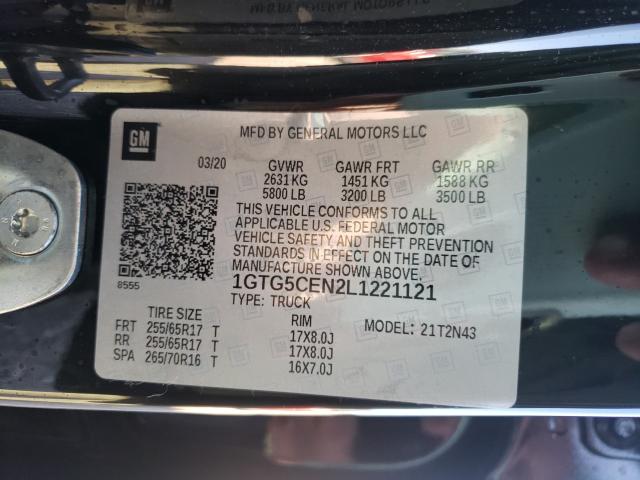 GM
MFD BY GENERAL MOTORS LLC
03/20 GVWR GAWR FRT GAWR RR
2631 KG 1451 KG 1588 KG
5800 LB 3200 LB 3500 LB
THIS VEHICLE CONFORMS TO ALL
APPLICABLE U.S. FEDERAL MOTOR
VEHICLE SAFETY AND THEFT PREVENTION
STANDARDS IN EFFECT ON THE DATE OF
MANUFACTURE SHOWN ABOVE.
8555
1GTG5CEN2L1221121
TYPE: TRUCK
TIRE SIZE RIM MODEL: 21T2N43
FRT 255/65R17 T 17X8.0J
RR 255/65R17 T 17X8.0J
SPA 265/70R16 T 16X7.0J